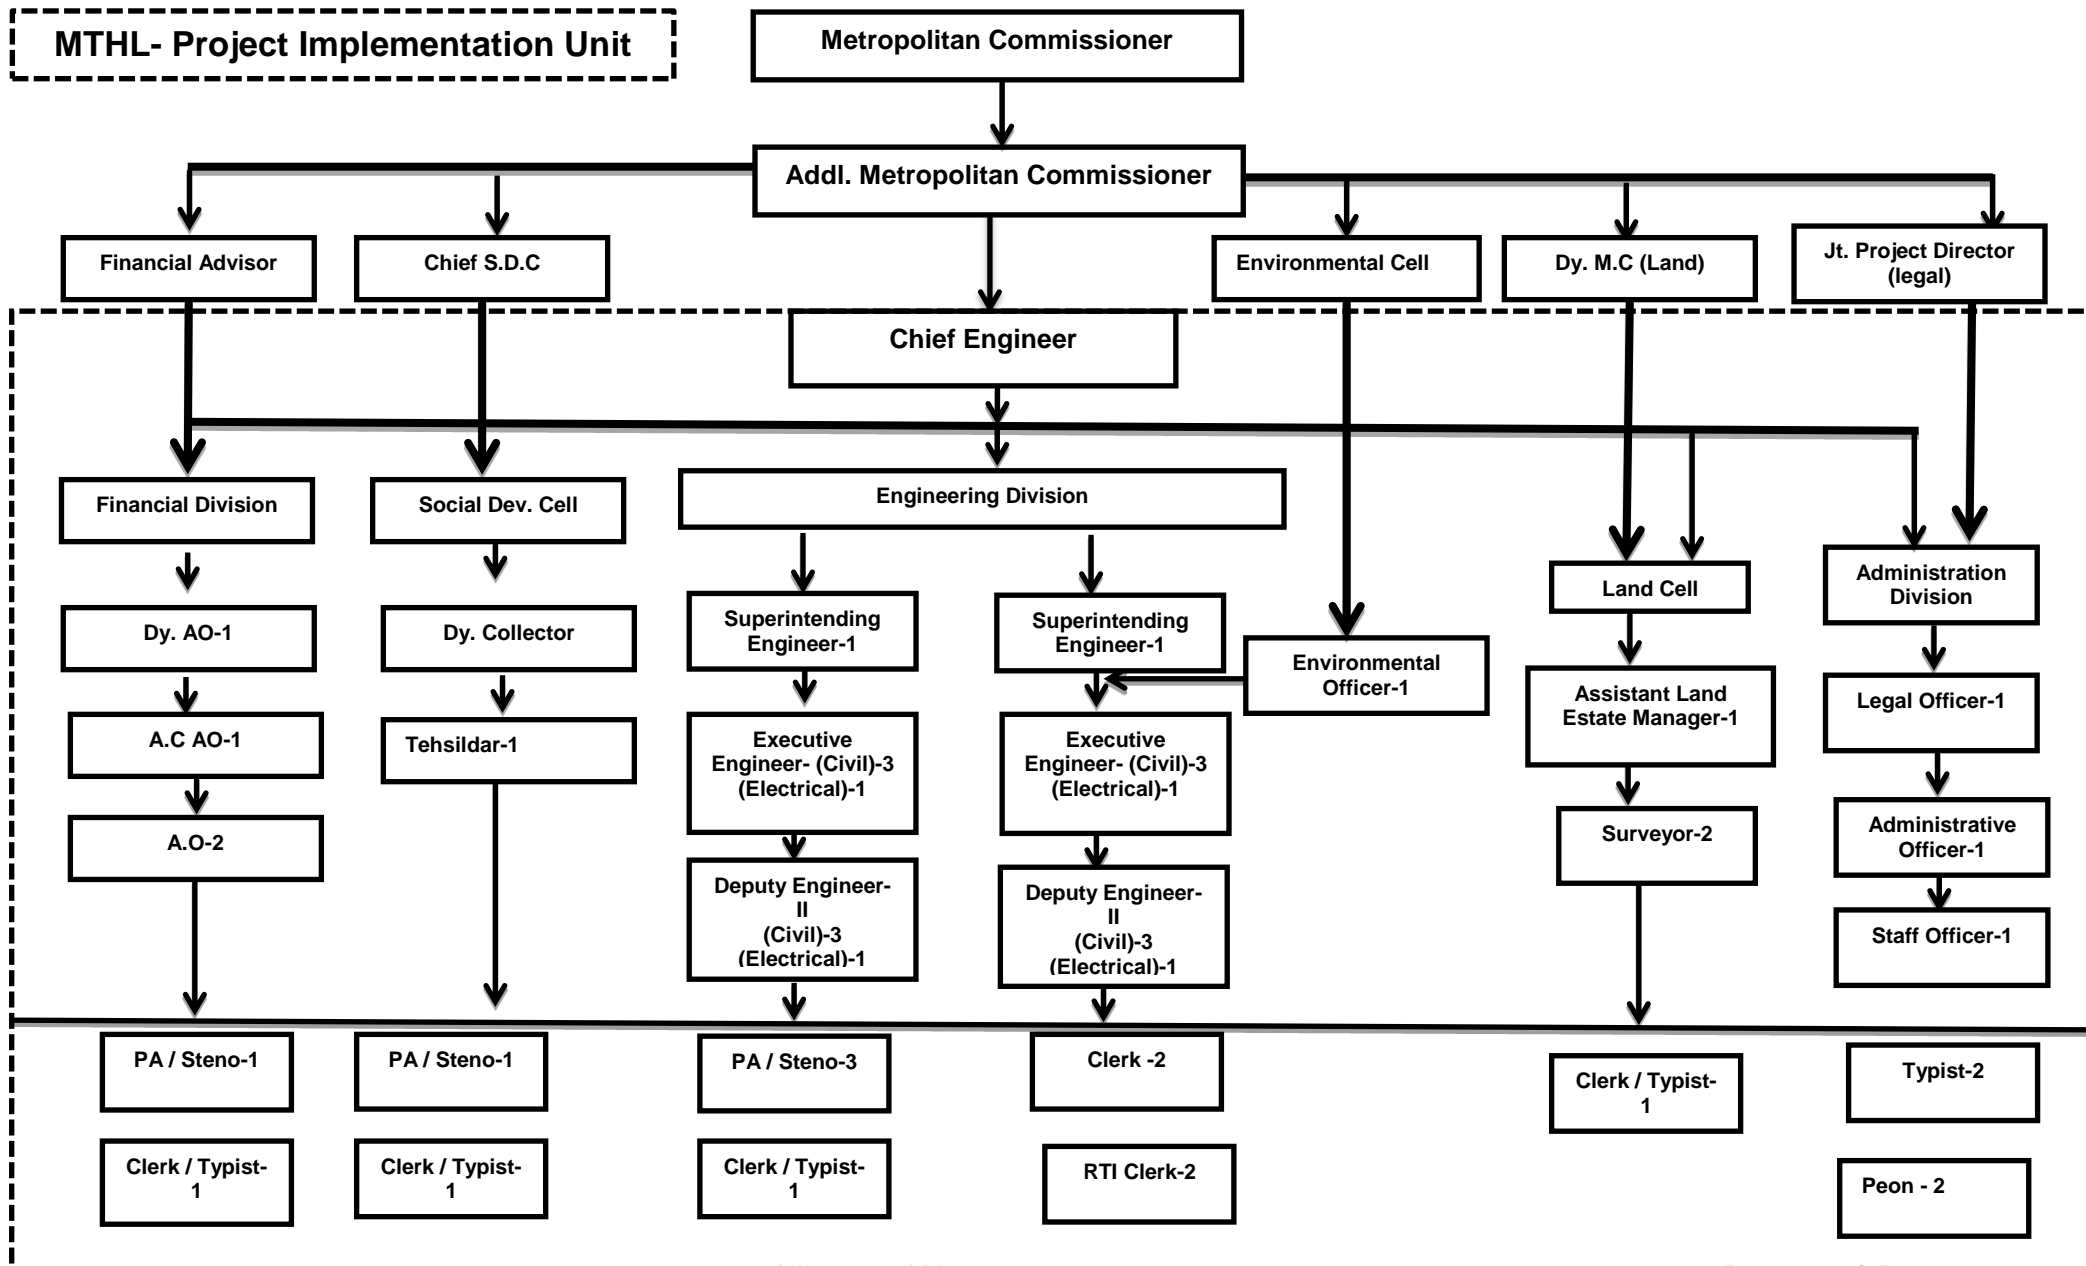 MTHL- Project Implementation Unit
Metropolitan Commissioner
Addl. Metropolitan Commissioner
Financial Advisor
Chief S.D.C
Environmental Cell
Dy. M.C (Land)
Jt. Project Director
(legal)
Chief Engineer
Financial Division
Social Dev. Cell
Engineering Division
Land Cell
Administration
Division
Dy. AO-1
Dy. Collector
Superintending
Engineer-1
Superintending
Engineer-1
Environmental
Officer-1
Assistant Land
Estate Manager-1
Legal Officer-1
A.C AO-1
Tehsildar-1
Executive
Engineer- (Civil)-3
(Electrical)-1
Executive
Engineer- (Civil)-3
(Electrical)-1
Surveyor-2
Administrative
Officer-1
A.O-2
Deputy Engineer-
II
(Civil)-3
(Electrical)-1
Deputy Engineer-
II
(Civil)-3
(Electrical)-1
Staff Officer-1
PA / Steno-1
PA / Steno-1
PA / Steno-3
Clerk -2
Clerk / Typist-
1
Typist-2
Clerk / Typist-
1
Clerk / Typist-
1
Clerk / Typist-
1
RTI Clerk-2
Peon - 2